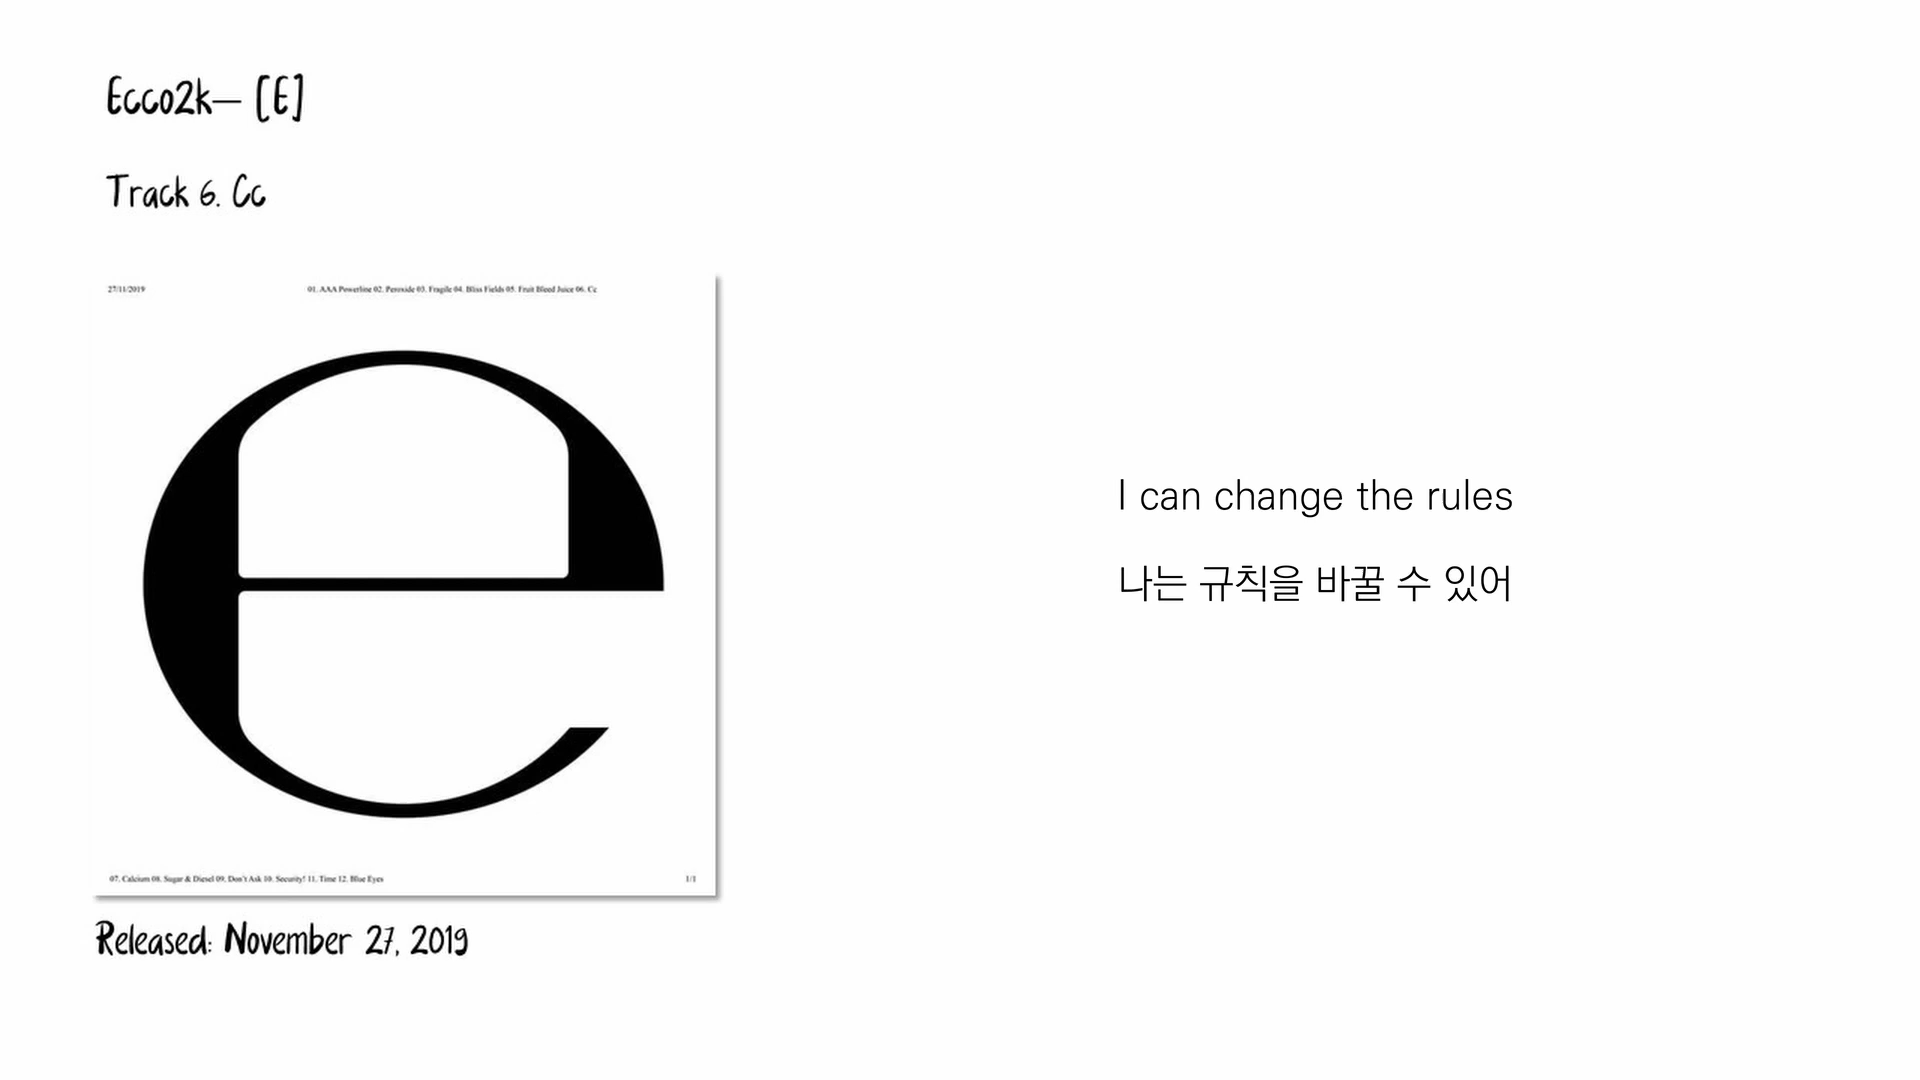 Ecco2k— [E]
Track 6. Cc
27/11/2019
01. AAA Powerline 02. Peroxide 03. Fragile 04. Bliss Fields 05. Fruit Bleed Juice 06. Cc
e
I can change the rules
나는 규칙을 바꿀 수 있어
07. Calcium 08. Sugar & Diesel 09. Don't Ask 10. Security! 11. Time 12. Blue Eyes
1/1
Released: November 27, 2019